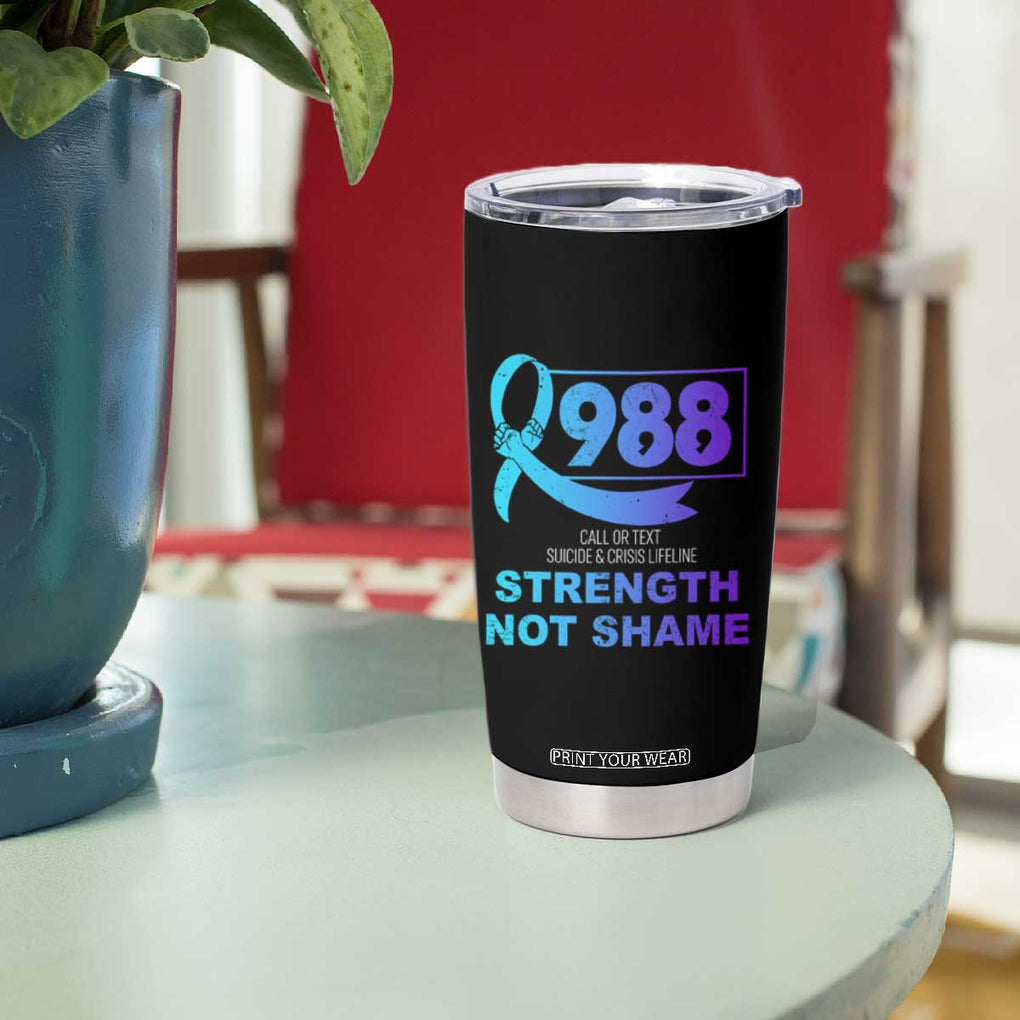 988
CALL OR TEXT
SUICIDE & CRISIS LIFELINE
STRENGTH
NOT SHAME
PRINT YOUR WEAR